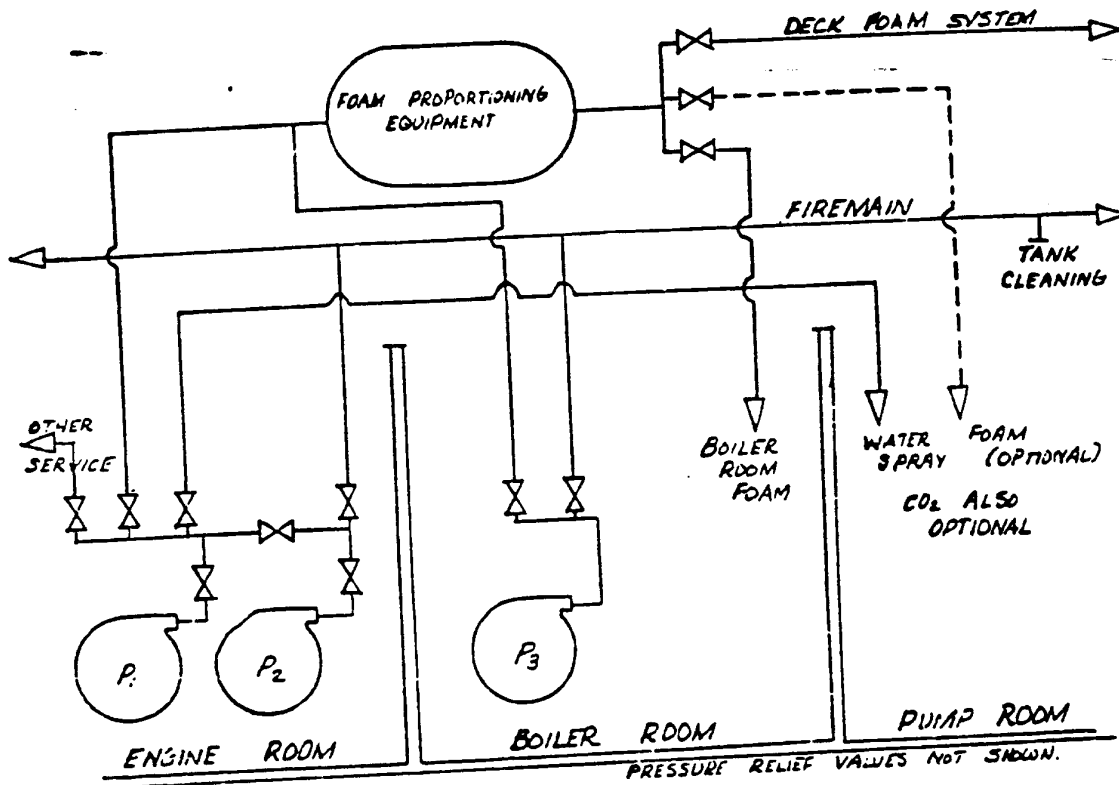 DECK FOAM SYSTEM
FOAM PROPORTIONING
EQUIPMENT
FIREMAIN
TANK
CLEANING
OTHER
SERVICE
BOILER
ROOM
FOAM
WATER
SPRAY
FOAM
(OPTIONAL)
CO₂ ALSO
OPTIONAL
P1
P2
P3
ENGINE ROOM
BOILER ROOM
PUMP ROOM
PRESSURE RELIEF VALUES NOT SHOWN.